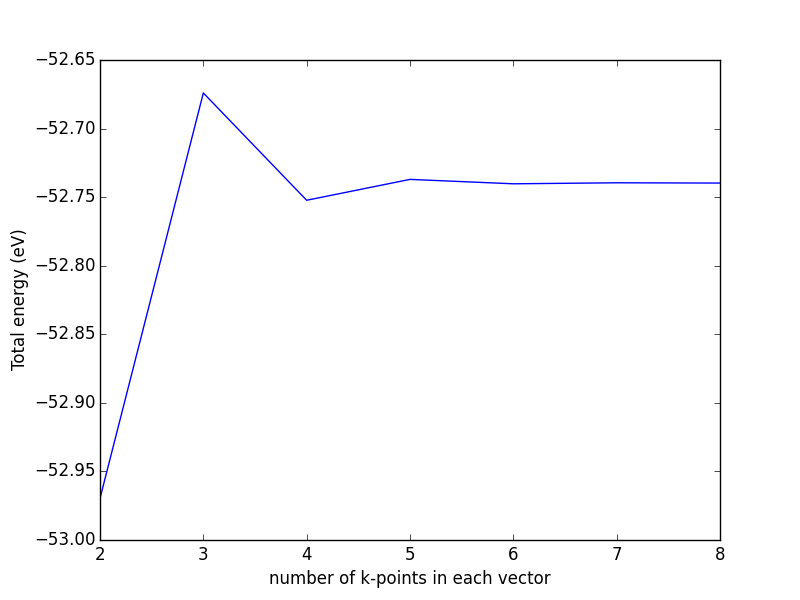 −52.65
−52.70
−52.75
−52.80
−52.85
−52.90
−52.95
−53.00
Total energy (eV)
2 3 4 5 6 7 8
number of k-points in each vector